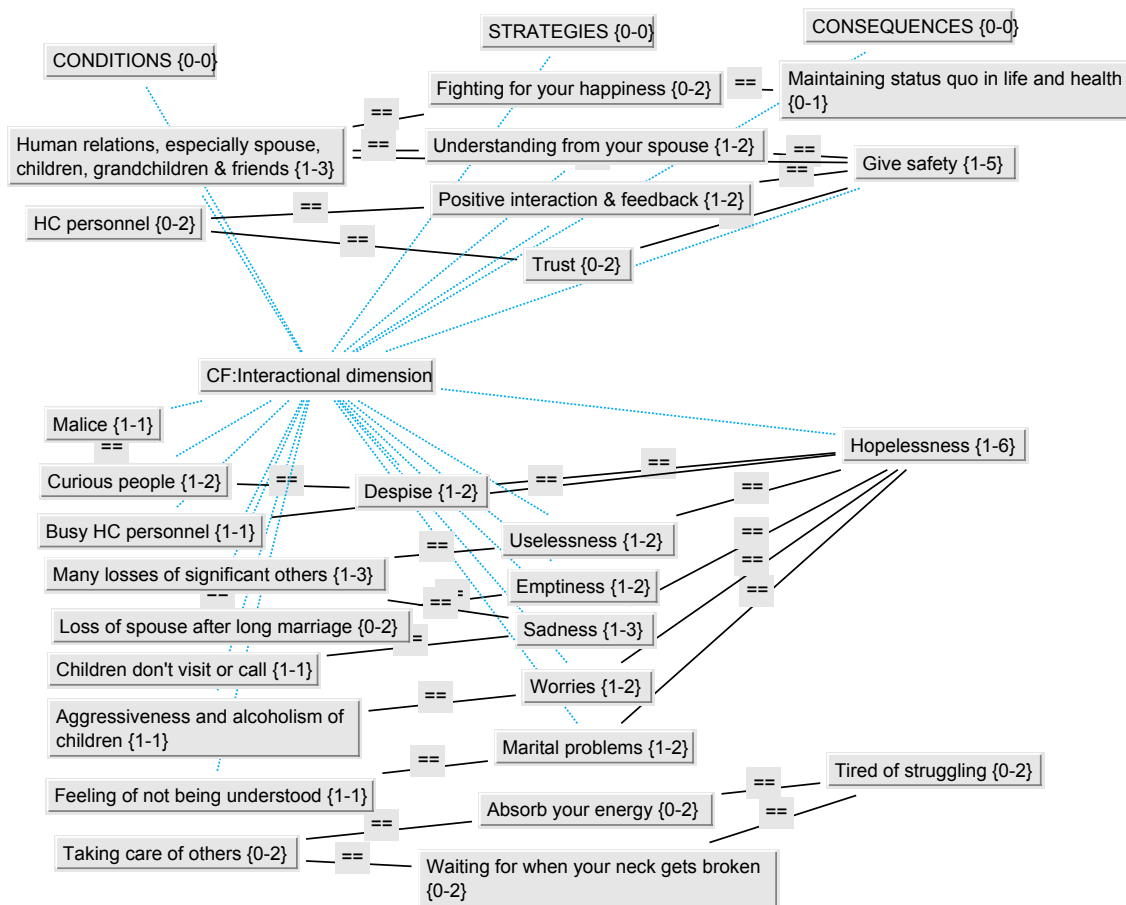 CONDITIONS {0-0}
STRATEGIES {0-0}
CONSEQUENCES {0-0}
Fighting for your happiness {0-2}
==
Maintaining status quo in life and health
{0-1}
==
Human relations, especially spouse,
children, grandchildren & friends {1-3}
==
Understanding from your spouse {1-2}
==
Give safety {1-5}
==
HC personnel {0-2}
==
Positive interaction & feedback {1-2}
==
Trust {0-2}
CF:Interactional dimension
Malice {1-1}
==
Hopelessness {1-6}
Curious people {1-2}
==
Despise {1-2}
==
==
Busy HC personnel {1-1}
==
Uselessness {1-2}
==
Many losses of significant others {1-3}
==
Emptiness {1-2}
==
==
Loss of spouse after long marriage {0-2}
==
Sadness {1-3}
==
Children don't visit or call {1-1}
Worries {1-2}
==
Aggressiveness and alcoholism of
children {1-1}
==
Marital problems {1-2}
==
Feeling of not being understood {1-1}
Tired of struggling {0-2}
==
Absorb your energy {0-2}
==
==
Taking care of others {0-2}
==
Waiting for when your neck gets broken
{0-2}